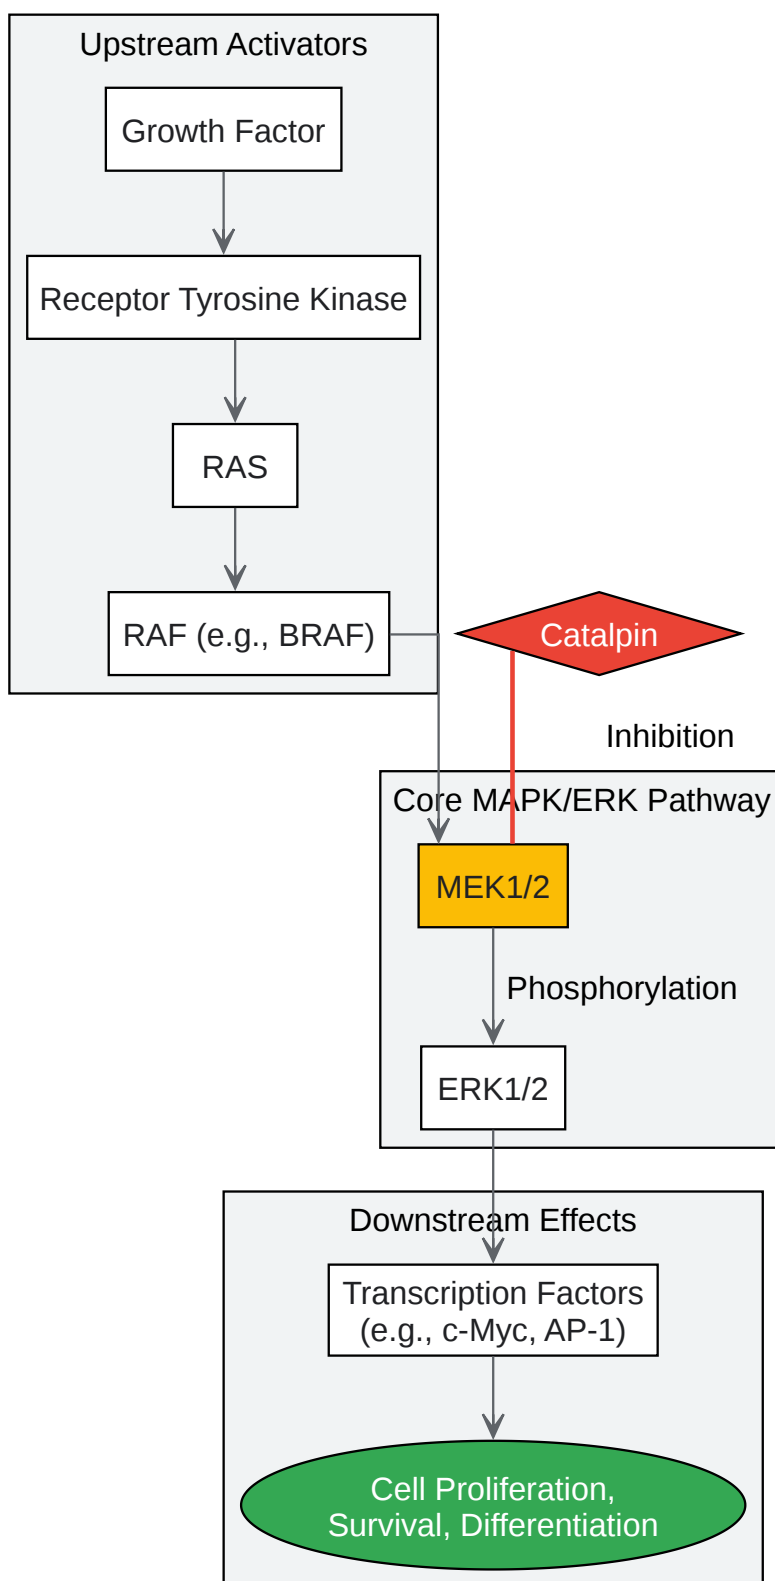 Upstream Activators
Growth Factor
Receptor Tyrosine Kinase
RAS
RAF (e.g., BRAF)
Catalpin
Inhibition
Core MAPK/ERK Pathway
MEK1/2
Phosphorylation
ERK1/2
Downstream Effects
Transcription Factors
(e.g., c-Myc, AP-1)
Cell Proliferation,
Survival, Differentiation